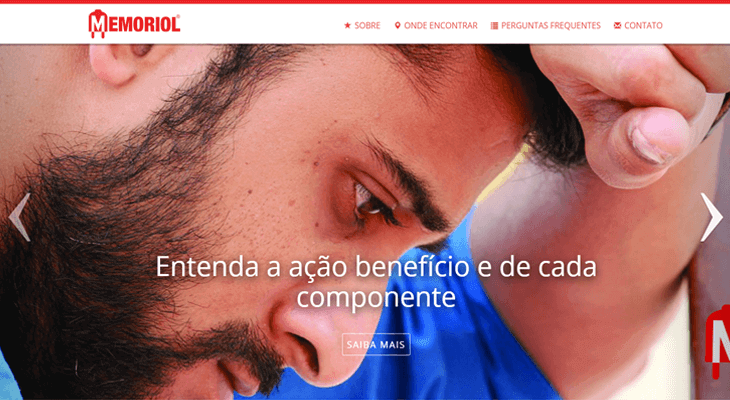 MEMORIOL®
SOBRE
ONDE ENCONTRAR
PERGUNTAS FREQUENTES
CONTATO
Entenda a ação benefício e de cada
componente
SAIBA MAIS
M